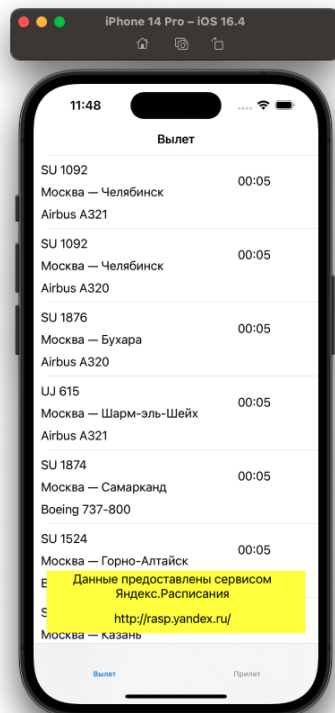 iPhone 14 Pro – iOS 16.4
11:48
Вылет
SU 1092
00:05
Москва — Челябинск
Airbus A321
SU 1092
00:05
Москва — Челябинск
Airbus A320
SU 1876
00:05
Москва — Бухара
Airbus A320
UJ 615
00:05
Москва — Шарм-эль-Шейх
Airbus A321
SU 1874
00:05
Москва — Самарканд
Boeing 737-800
SU 1524
00:05
Москва — Горно-Алтайск
Данные предоставлены сервисом
Яндекс.Расписания
http://rasp.yandex.ru/
Москва — Казань
Вылет
Прилет